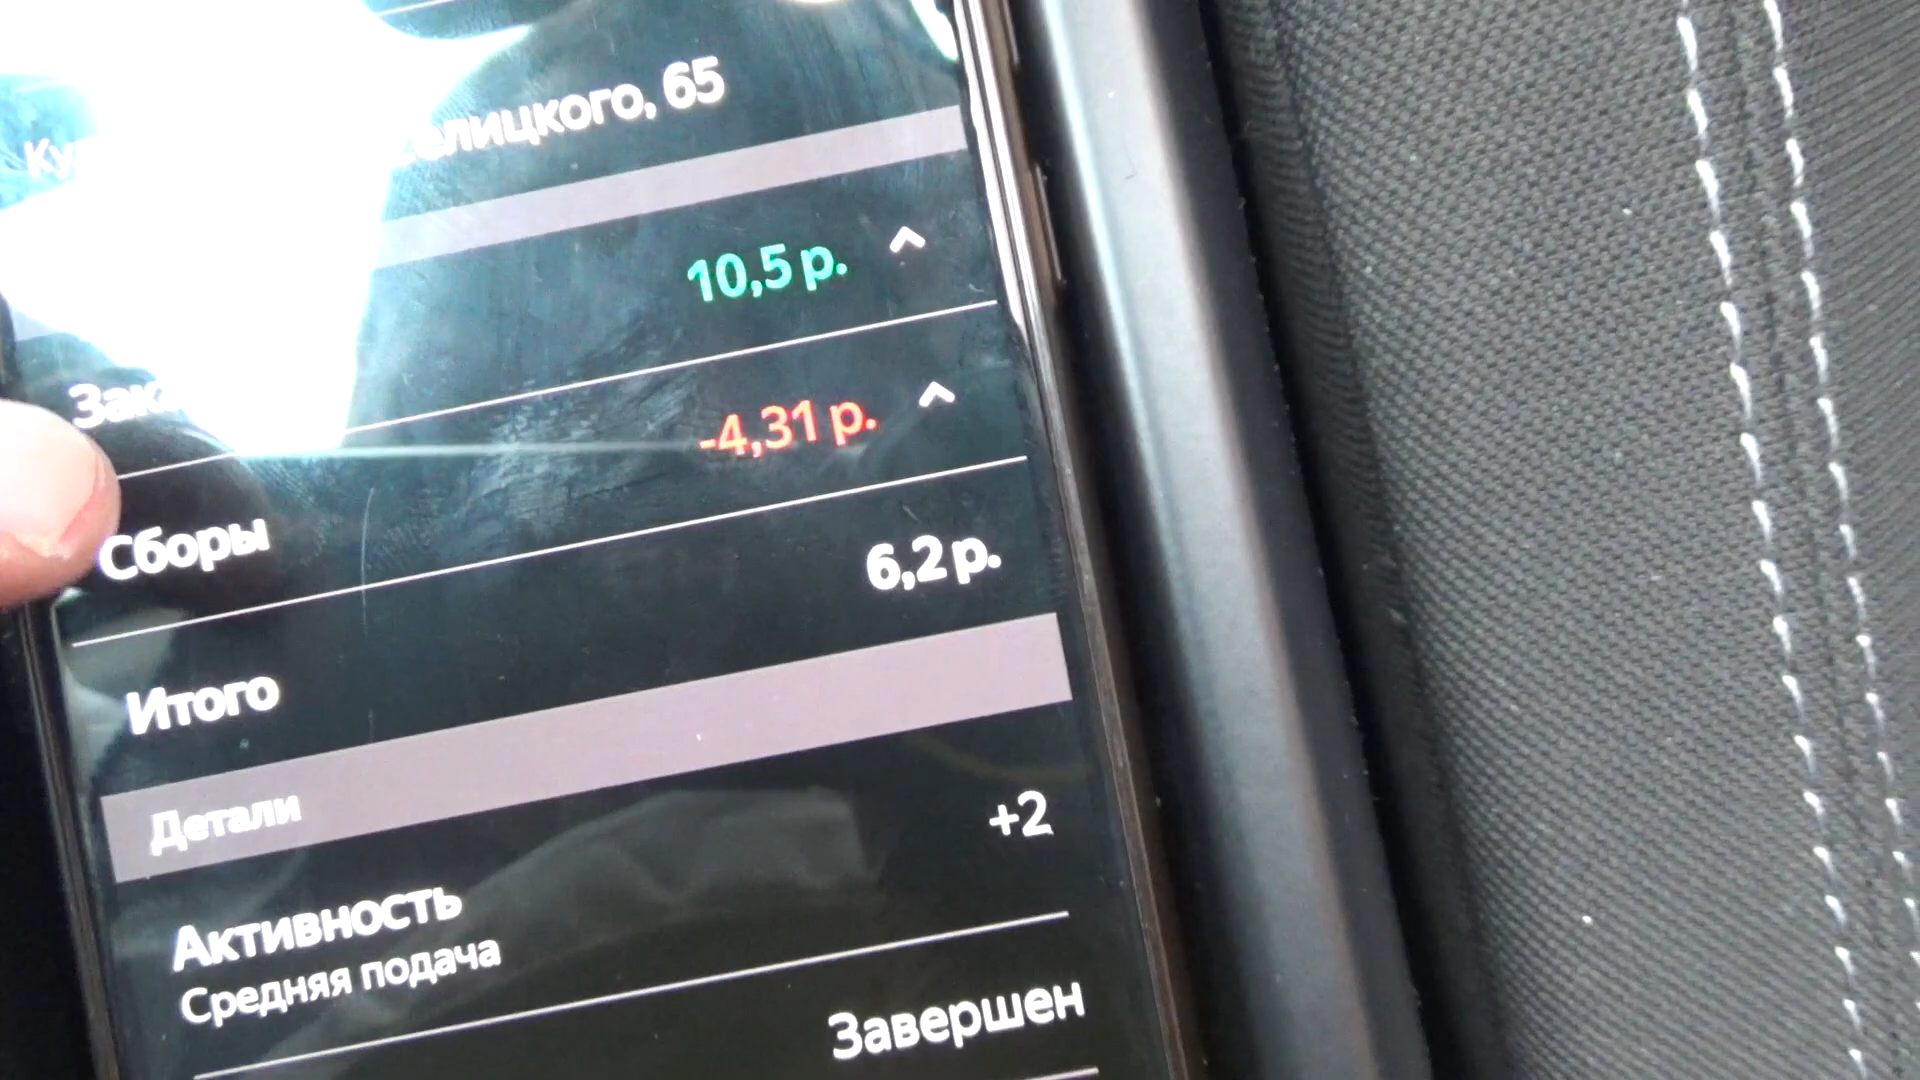 елицкого, 65
10,5 р.
Сборы -4,31 р.
Итого 6,2 р.
Детали
Активность +2
Средняя подача
Завершен